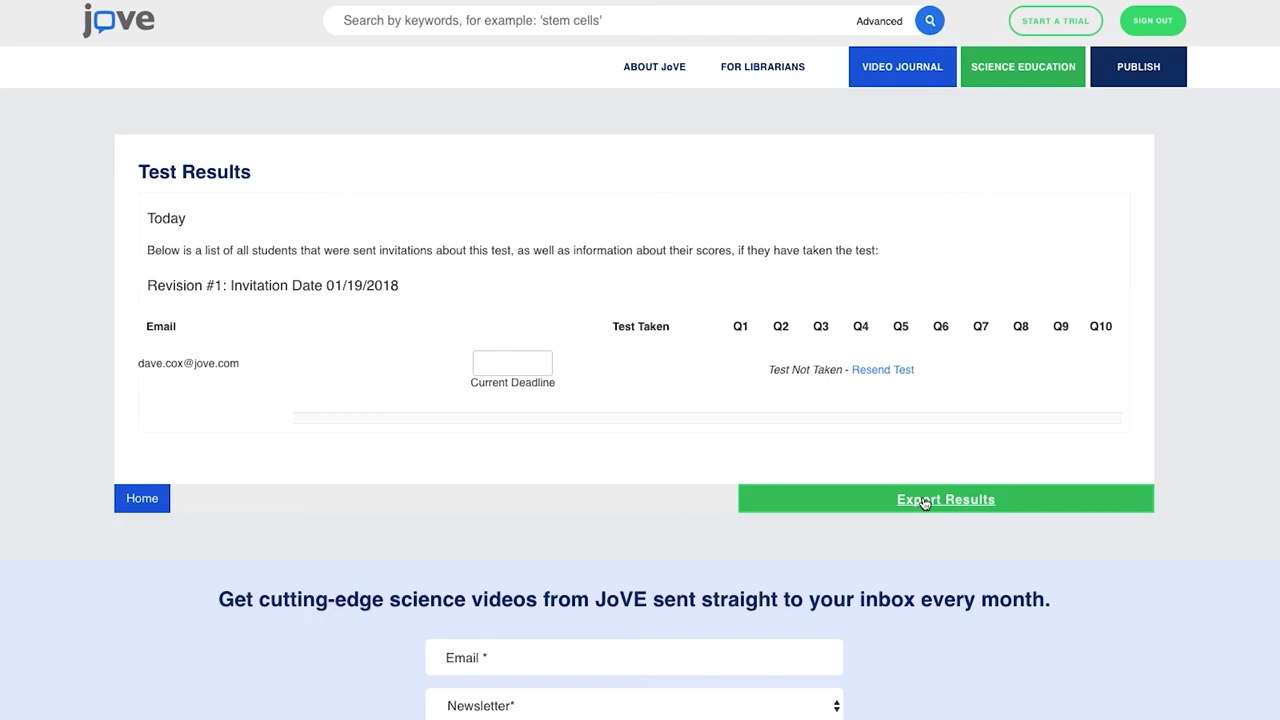 jove
Search by keywords, for example: 'stem cells'
Advanced
START A TRIAL
SIGN OUT
ABOUT JoVE
FOR LIBRARIANS
VIDEO JOURNAL
SCIENCE EDUCATION
PUBLISH
Test Results
Today
Below is a list of all students that were sent invitations about this test, as well as information about their scores, if they have taken the test:
Revision #1: Invitation Date 01/19/2018
Email Test Taken Q1 Q2 Q3 Q4 Q5 Q6 Q7 Q8 Q9 Q10
dave.cox@jove.com
Current Deadline
Test Not Taken - Resend Test
Home
Export Results
Get cutting-edge science videos from JoVE sent straight to your inbox every month.
Email *
Newsletter*